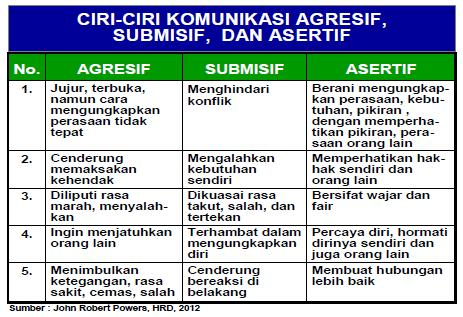 CIRI-CIRI KOMUNIKASI AGRESIF,
SUBMISIF, DAN ASERTIF
No. AGRESIF SUBMISIF ASERTIF
1. Jujur, terbuka,
namun cara
mengungkapkan
perasaan tidak
tepat
Menghindari
konflik
Berani mengungkap-
kan perasaan, kebu-
tuhan, pikiran ,
dengan memperha-
tikan pikiran, pera-
saan orang lain
2. Cenderung
memaksakan
kehendak
Mengalahkan
kebutuhan
sendiri
Memperhatikan hak-
hak sendiri dan
orang lain
3. Diliputi rasa
marah, menyalah-
kan
Dikuasai rasa
takut, salah, dan
tertekan
Bersifat wajar dan
fair
4. Ingin menjatuhkan
orang lain
Terhambat dalam
mengungkapkan
diri
Percaya diri, hormati
dirinya sendiri dan
juga orang lain
5. Menimbulkan
ketegangan, rasa
sakit, cemas, salah
Cenderung
bereaksi di
belakang
Membuat hubungan
lebih baik
Sumber : John Robert Powers, HRD, 2012